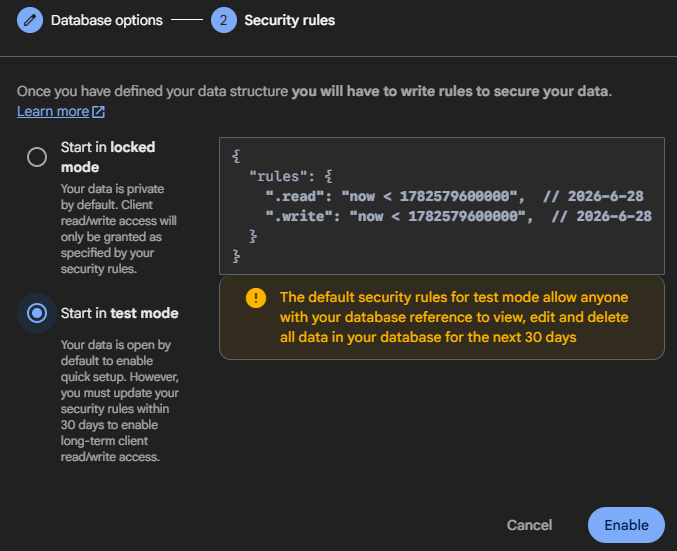 Database options
2
Security rules
Once you have defined your data structure you will have to write rules to secure your data.
Learn more
Start in locked
mode
Your data is private
by default. Client
read/write access will
only be granted as
specified by your
security rules.
Start in test mode
Your data is open by
default to enable
quick setup. However,
you must update your
security rules within
30 days to enable
long-term client
read/write access.
{
  "rules": {
    ".read": "now < 1782579600000",  // 2026-6-28
    ".write": "now < 1782579600000",  // 2026-6-28
  }
}
The default security rules for test mode allow anyone
with your database reference to view, edit and delete
all data in your database for the next 30 days
Cancel
Enable